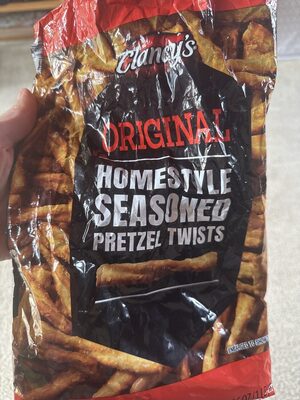 Clancy's
ORIGINAL
HOMESTYLE
SEASONED
PRETZEL TWISTS